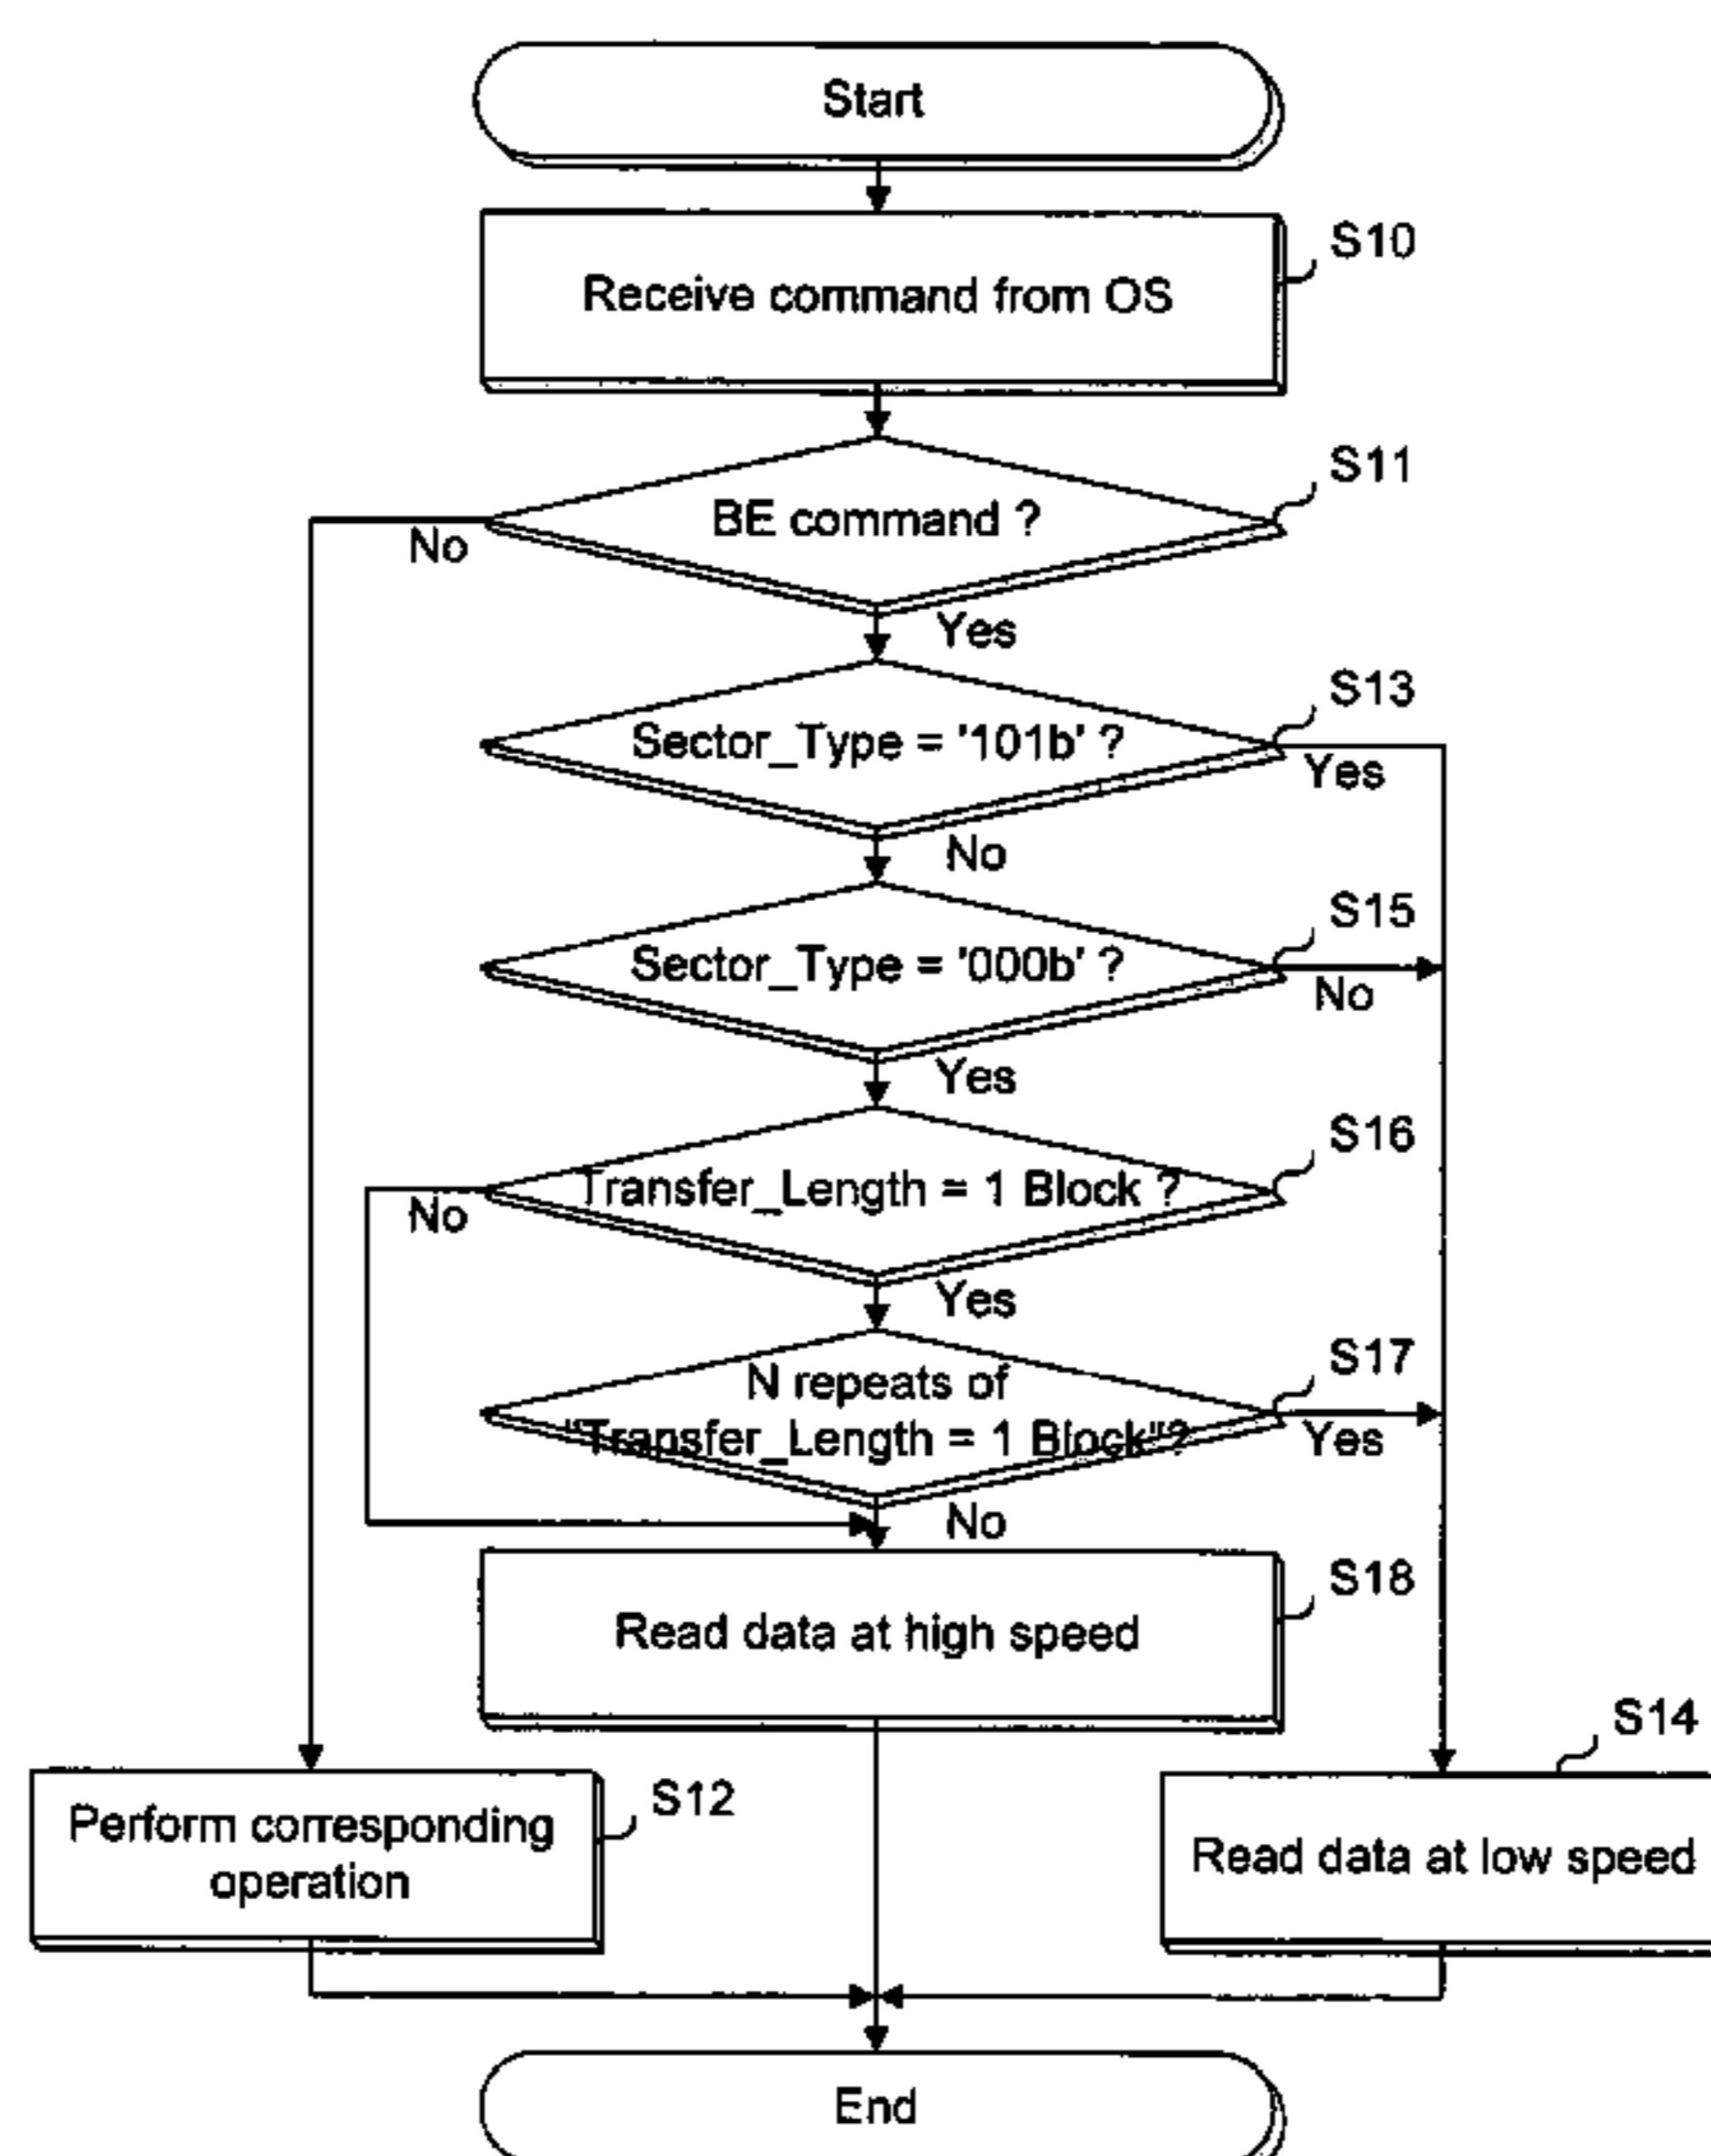 Start
Receive command from OS
S10
BE command ?
S11
No
Yes
Sector_Type = '101b' ?
S13
Yes
No
Sector_Type = '000b' ?
S15
No
Yes
Transfer_Length = 1 Block ?
S16
No
Yes
N repeats of
"Transfer_Length = 1 Block"?
S17
Yes
No
Read data at high speed
S18
Perform corresponding
operation
S12
Read data at low speed
S14
End